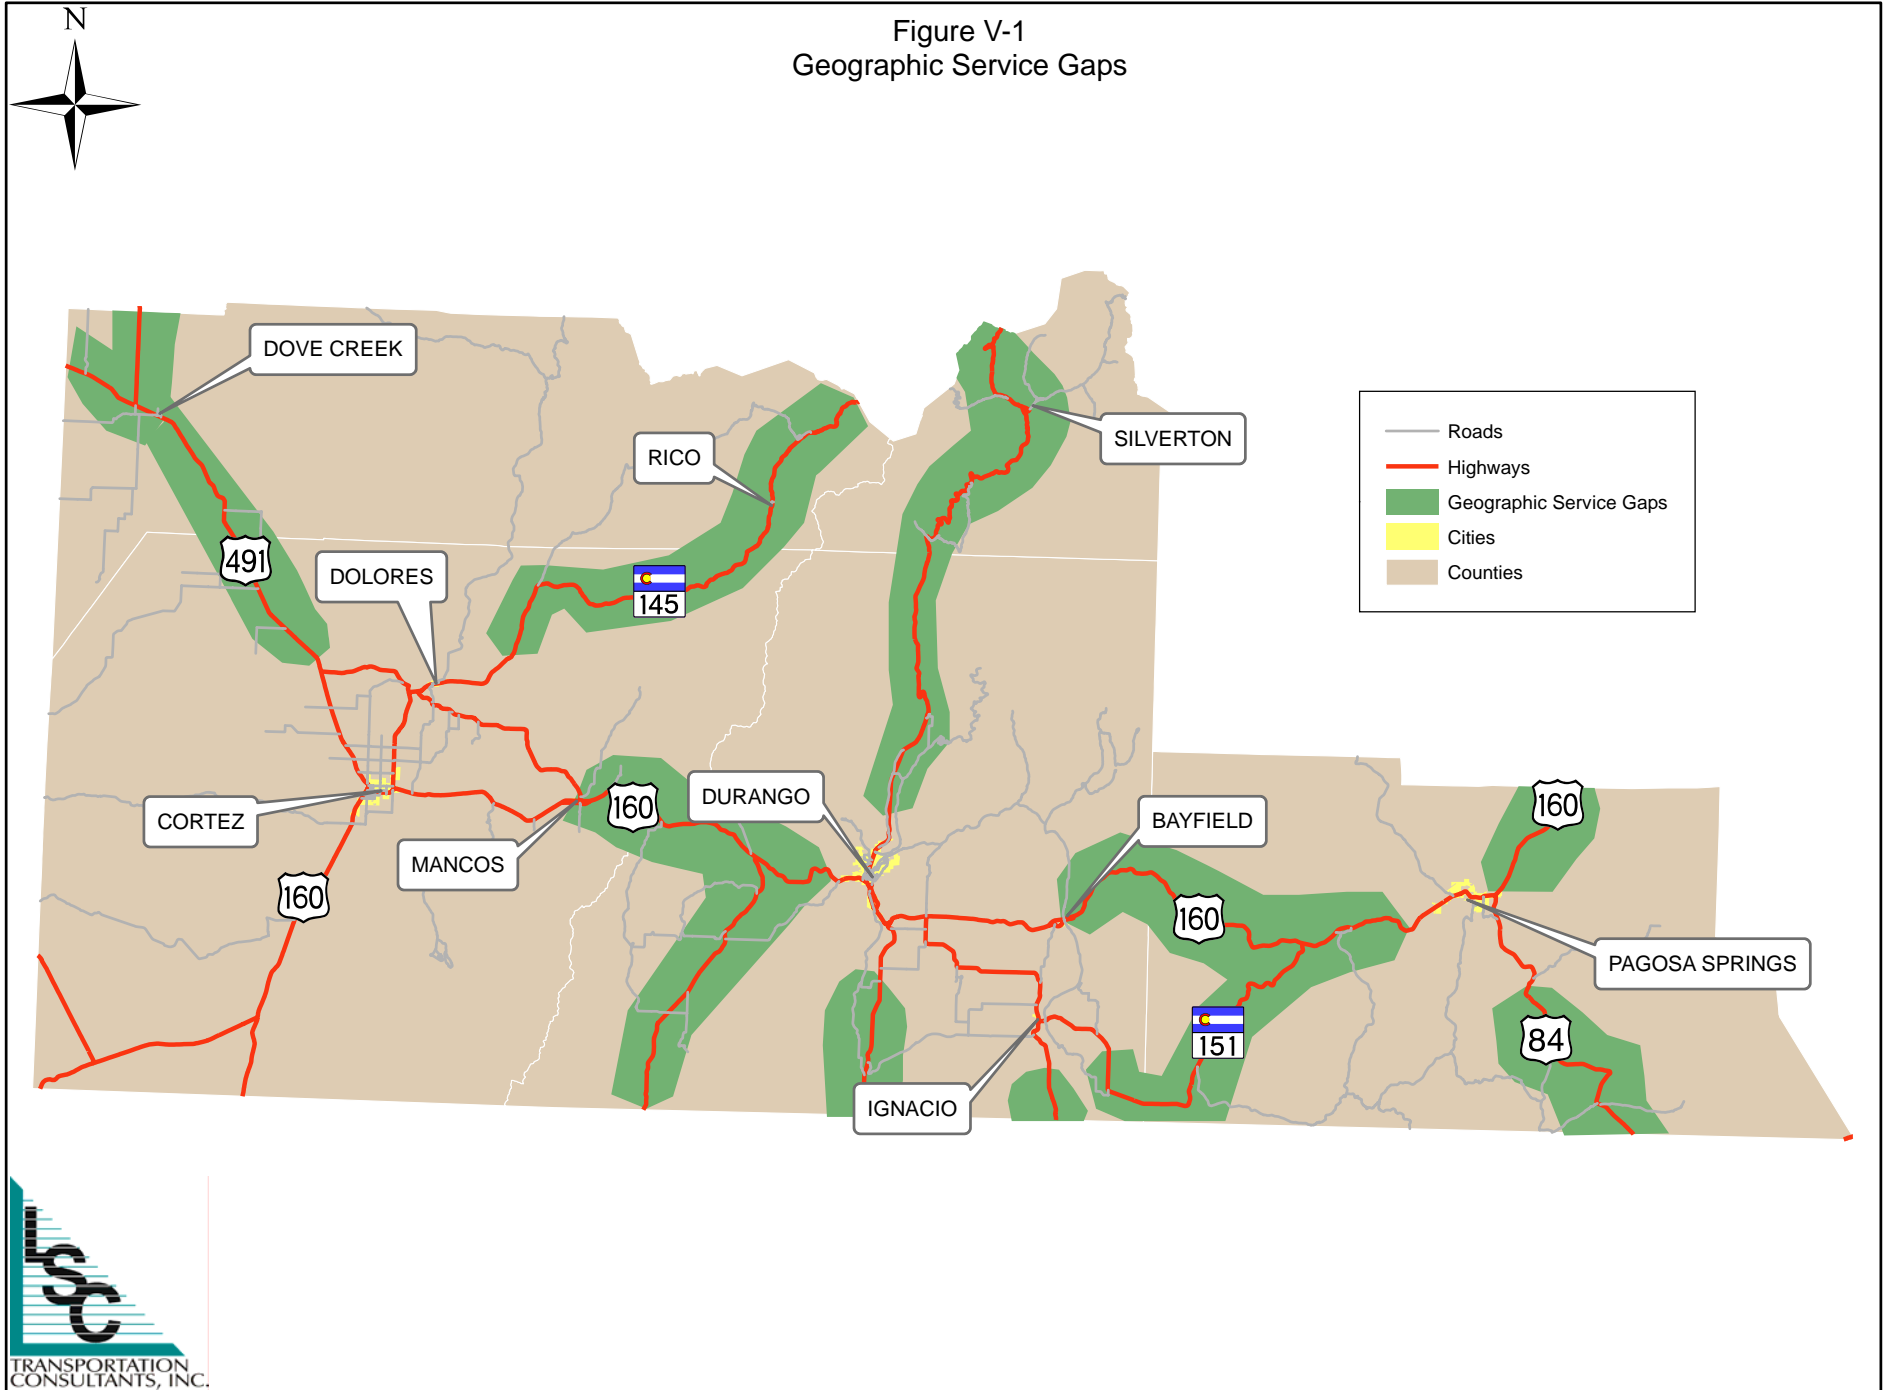 N
Figure V-1
Geographic Service Gaps
DOVE CREEK
RICO
SILVERTON
Roads
Highways
Geographic Service Gaps
Cities
Counties
491
DOLORES
145
DURANGO
160
160
CORTEZ
MANCOS
BAYFIELD
160
160
PAGOSA SPRINGS
151
84
IGNACIO
LSC
TRANSPORTATION
CONSULTANTS, INC.